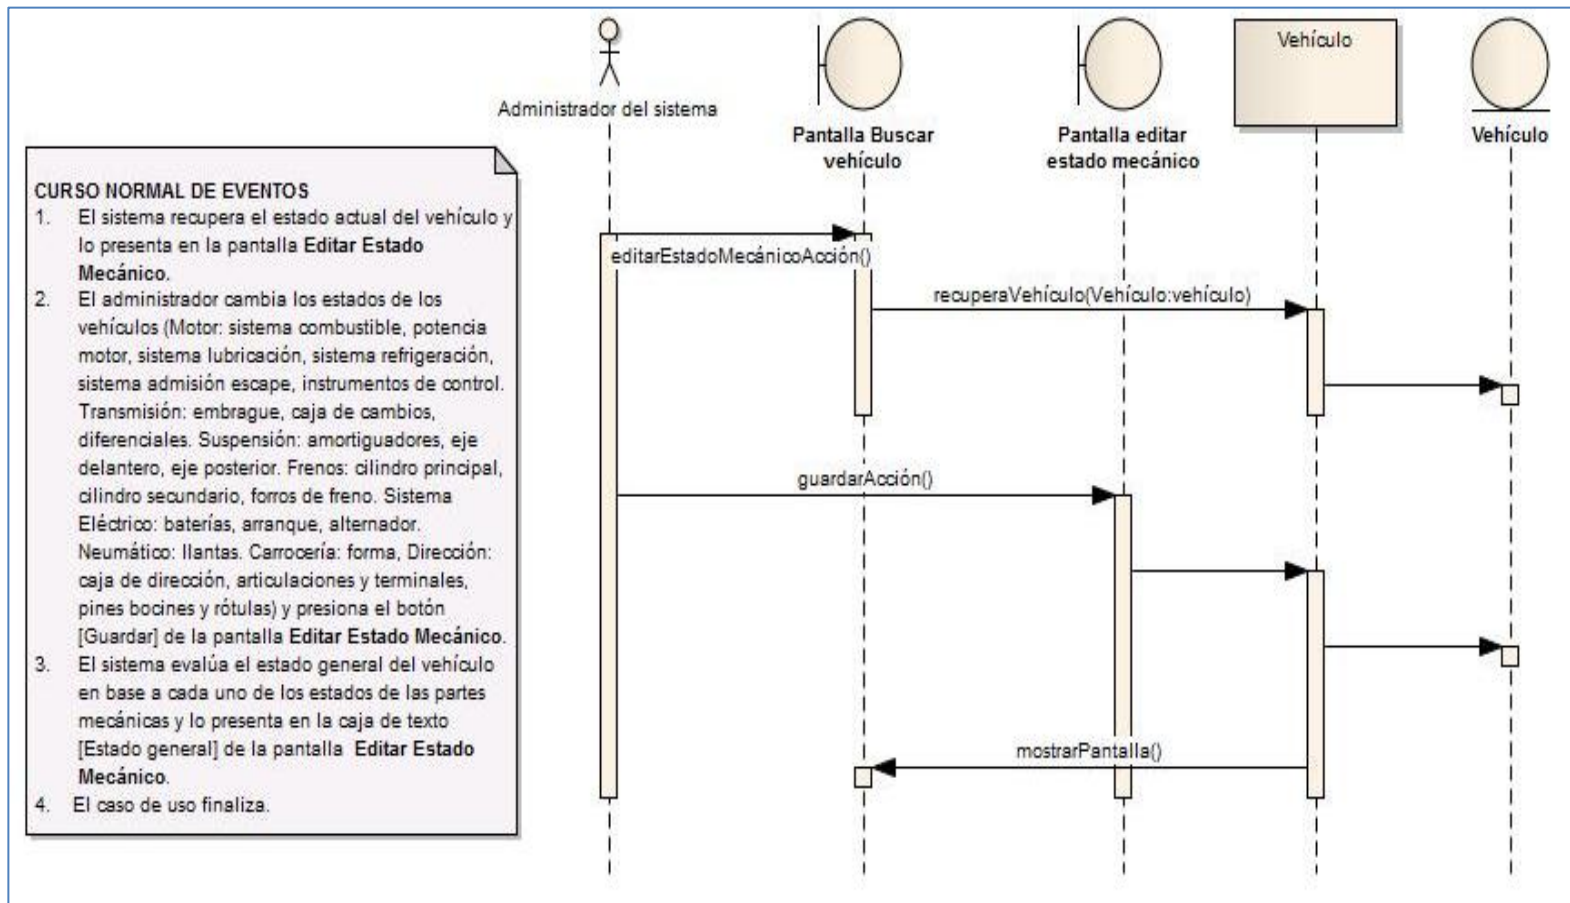 Administrador del sistema
Pantalla Buscar
vehículo
Pantalla editar
estado mecánico
Vehículo
Vehículo
CURSO NORMAL DE EVENTOS
1. El sistema recupera el estado actual del vehículo y
lo presenta en la pantalla Editar Estado
Mecánico.
2. El administrador cambia los estados de los
vehículos (Motor: sistema combustible, potencia
motor, sistema lubricación, sistema refrigeración,
sistema admisión escape, instrumentos de control.
Transmisión: embrague, caja de cambios,
diferenciales. Suspensión: amortiguadores, eje
delantero, eje posterior. Frenos: cilindro principal,
cilindro secundario, forros de freno. Sistema
Eléctrico: baterías, arranque, alternador.
Neumático: llantas. Carrocería: forma, Dirección:
caja de dirección, articulaciones y terminales,
pines bocines y rótulas) y presiona el botón
[Guardar] de la pantalla Editar Estado Mecánico.
3. El sistema evalúa el estado general del vehículo
en base a cada uno de los estados de las partes
mecánicas y lo presenta en la caja de texto
[Estado general] de la pantalla Editar Estado
Mecánico.
4. El caso de uso finaliza.
editarEstadoMecánicoAcción()
recuperaVehículo(Vehículo:vehículo)
guardarAcción()
mostrarPantalla()